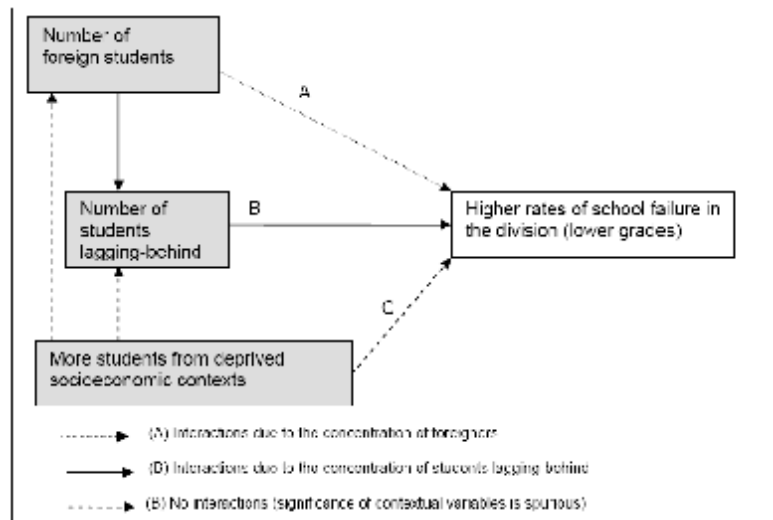 Number of
foreign students
A
Number of
students
lagging-behind
B
Higher rates of school failure in
the division (lower graces)
C
More students from deprived
socioeconomic contexts
(A) Interactions due to the concentration of foreigners
(B) Interactions due to the concentration of students lagging-behind
(B) No interactions (significance of contextual variables is spurious)